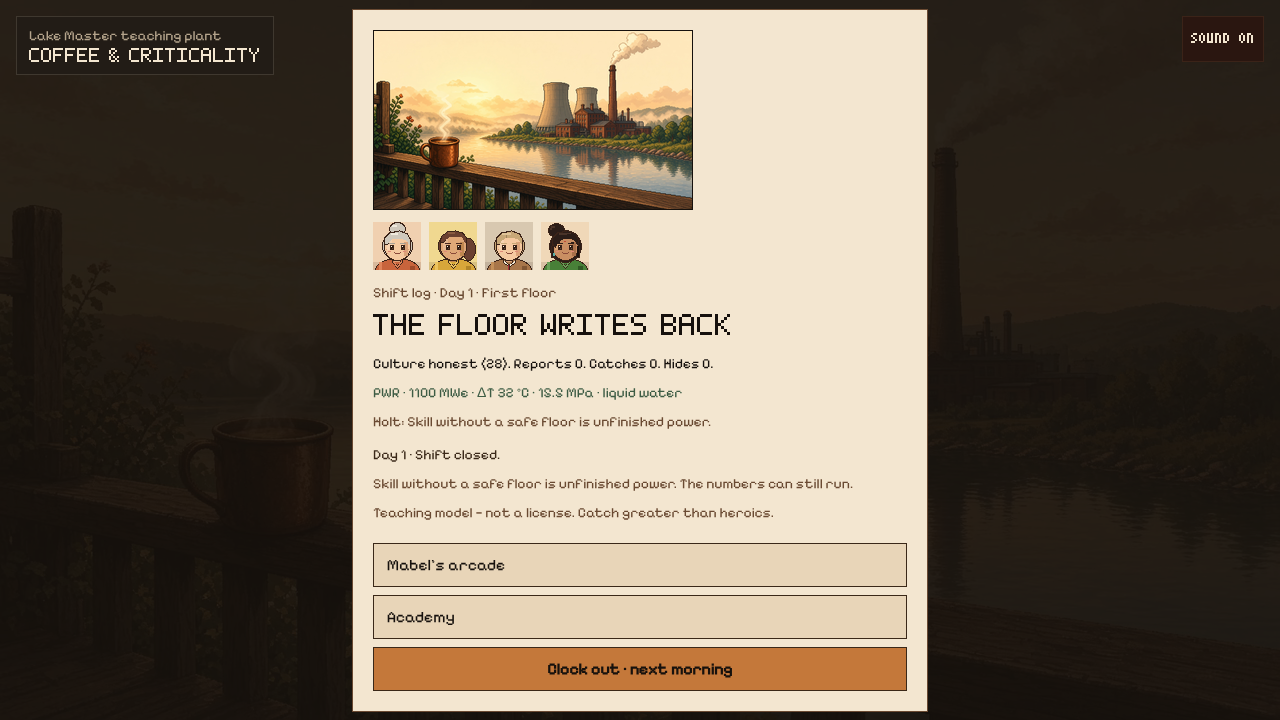 Lake Master teaching plant
COFFEE & CRITICALITY
SOUND ON
Shift log · Day 1 · First floor
THE FLOOR WRITES BACK
Culture honest (28). Reports 0. Catches 0. Hides 0.
PWR · 1100 MWe · ΔT 32 °C · 15.5 MPa · liquid water
Holt: Skill without a safe floor is unfinished power.
Day 1 · Shift closed.
Skill without a safe floor is unfinished power. The numbers can still run.
Teaching model – not a license. Catch greater than heroics.
Mabel's arcade
Academy
Clock out · next morning